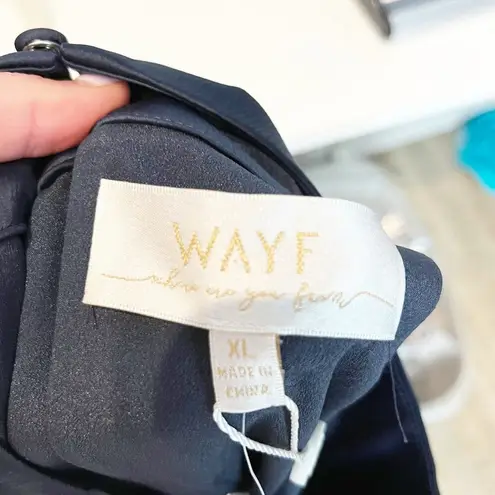 WAYF
where are you from
XL
MADE IN
CHINA